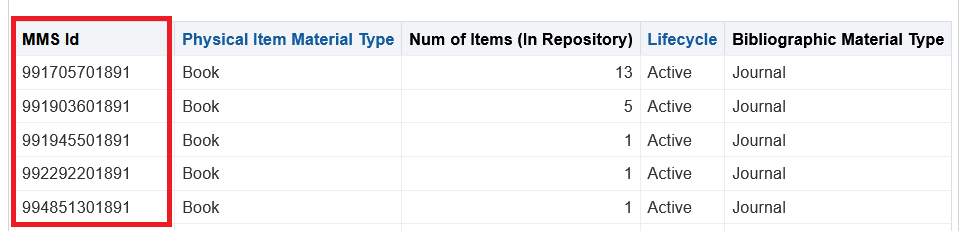 MMS Id Physical Item Material Type Num of Items (In Repository) Lifecycle Bibliographic Material Type
991705701891 Book 13 Active Journal
991903601891 Book 5 Active Journal
991945501891 Book 1 Active Journal
992292201891 Book 1 Active Journal
994851301891 Book 1 Active Journal